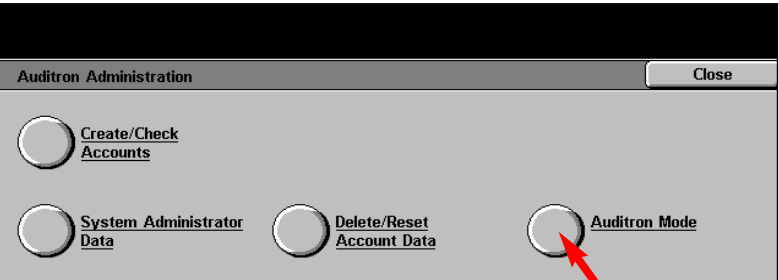 Auditron Administration
Close
Create/Check
Accounts
System Administrator
Data
Delete/Reset
Account Data
Auditron Mode